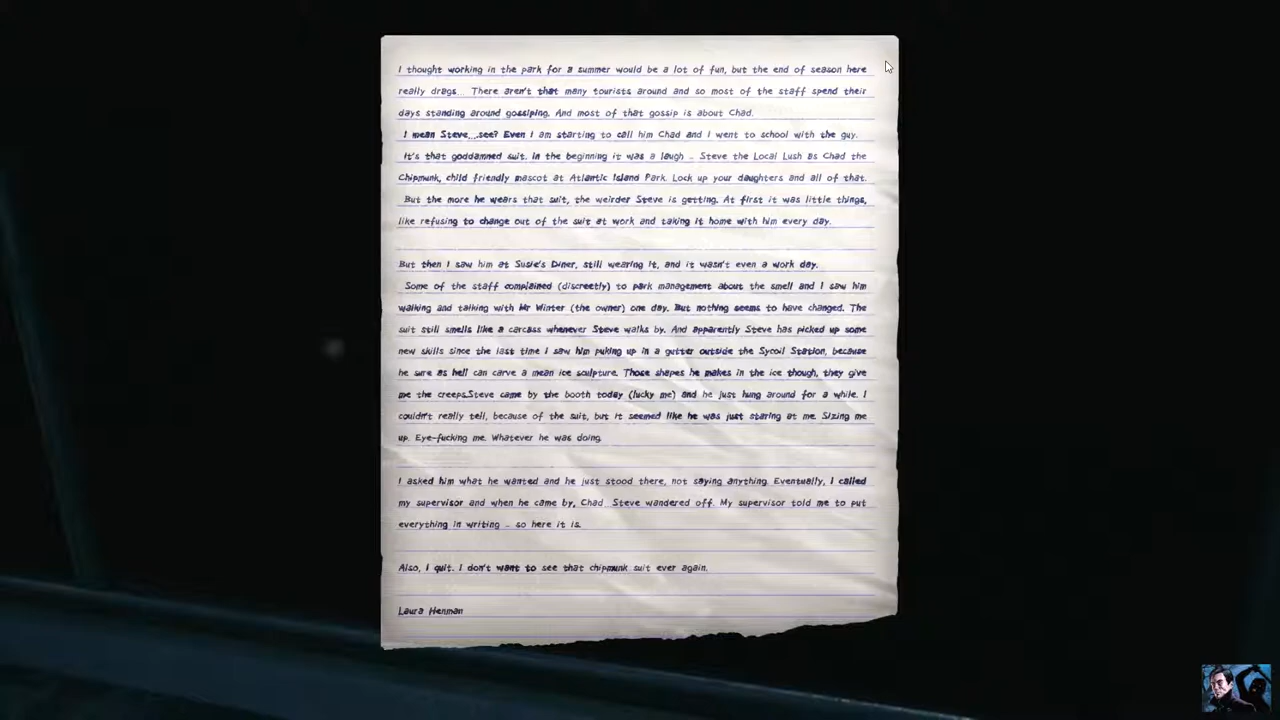 I thought working in the park for a summer would be a lot of fun, but the end of season here
really drags... There aren't that many tourists around and so most of the staff spend their
days standing around gossiping. And most of that gossip is about Chad.
I mean Steve...see? Even I am starting to call him Chad and I went to school with the guy.
It's that goddamned suit. In the beginning it was a laugh - Steve the Local Lush as Chad the
Chipmunk, child friendly mascot at Atlantic Island Park. Lock up your daughters and all of that.
But the more he wears that suit, the weirder Steve is getting. At first it was little things,
like refusing to change out of the suit at work and taking it home with him every day.
But then I saw him at Susie's Diner, still wearing it, and it wasn't even a work day.
Some of the staff complained (discreetly) to park management about the smell and I saw him
walking and talking with Mr Winter (the owner) one day. But nothing seems to have changed. The
suit still smells like a carcass whenever Steve walks by. And apparently Steve has picked up some
new skills since the last time I saw him puking up in a gutter outside the Sycoil Station, because
he sure as hell can carve a mean ice sculpture. Those shapes he makes in the ice though, they give
me the creeps.Steve came by the booth today (lucky me) and he just hung around for a while. I
couldn't really tell, because of the suit, but it seemed like he was just staring at me. Sizing me
up. Eye-fucking me. Whatever he was doing.
I asked him what he wanted and he just stood there, not saying anything. Eventually, I called
my supervisor and when he came by, Chad Steve wandered off. My supervisor told me to put
everything in writing - so here it is.
Also, I quit. I don't want to see that chipmunk suit ever again.
Laura Henman